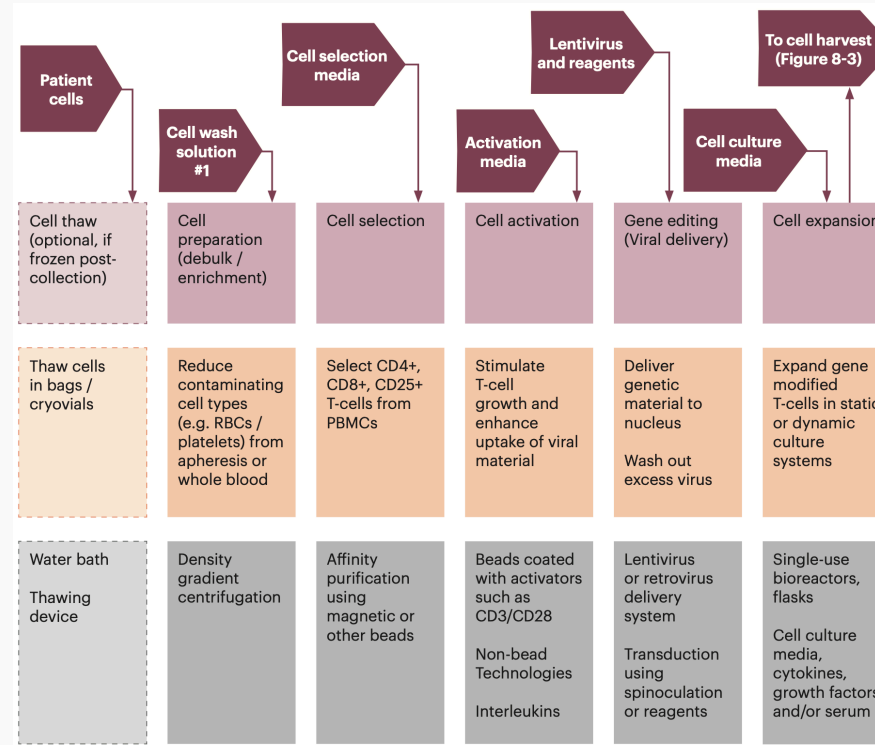 Patient
cells
Cell wash
solution
#1
Cell selection
media
Activation
media
Lentivirus
and reagents
Cell culture
media
To cell harvest
(Figure 8-3)
Cell thaw
(optional, if
frozen post-
collection)
Cell
preparation
(debulk /
enrichment)
Cell selection
Cell activation
Gene editing
(Viral delivery)
Cell expansion
Thaw cells
in bags /
cryovials
Reduce
contaminating
cell types
(e.g. RBCs /
platelets) from
apheresis or
whole blood
Select CD4+,
CD8+, CD25+
T-cells from
PBMCs
Stimulate
T-cell
growth and
enhance
uptake of viral
material
Deliver
genetic
material to
nucleus
Wash out
excess virus
Expand gene
modified
T-cells in static
or dynamic
culture
systems
Water bath
Thawing
device
Density
gradient
centrifugation
Affinity
purification
using
magnetic or
other beads
Beads coated
with activators
such as
CD3/CD28
Non-bead
Technologies
Interleukins
Lentivirus
or retrovirus
delivery
system
Transduction
using
spinoculation
or reagents
Single-use
bioreactors,
flasks
Cell culture
media,
cytokines,
growth factors
and/or serum